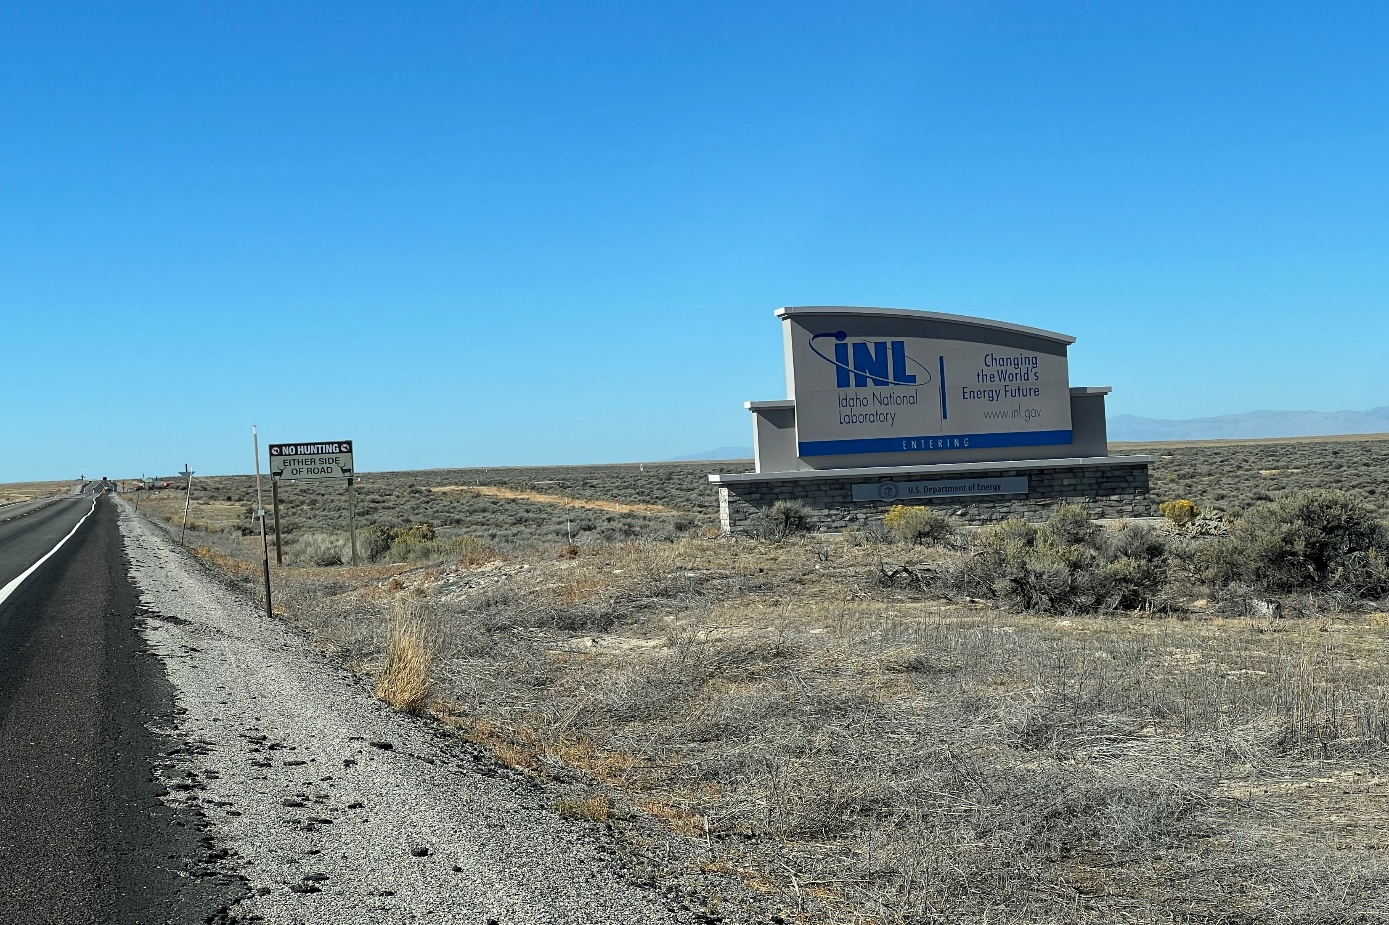 NO HUNTING
EITHER SIDE
OF ROAD
iNL
Idaho National
Laboratory
Changing
the World's
Energy Future
www.inl.gov
ENTERING
U.S. Department of Energy